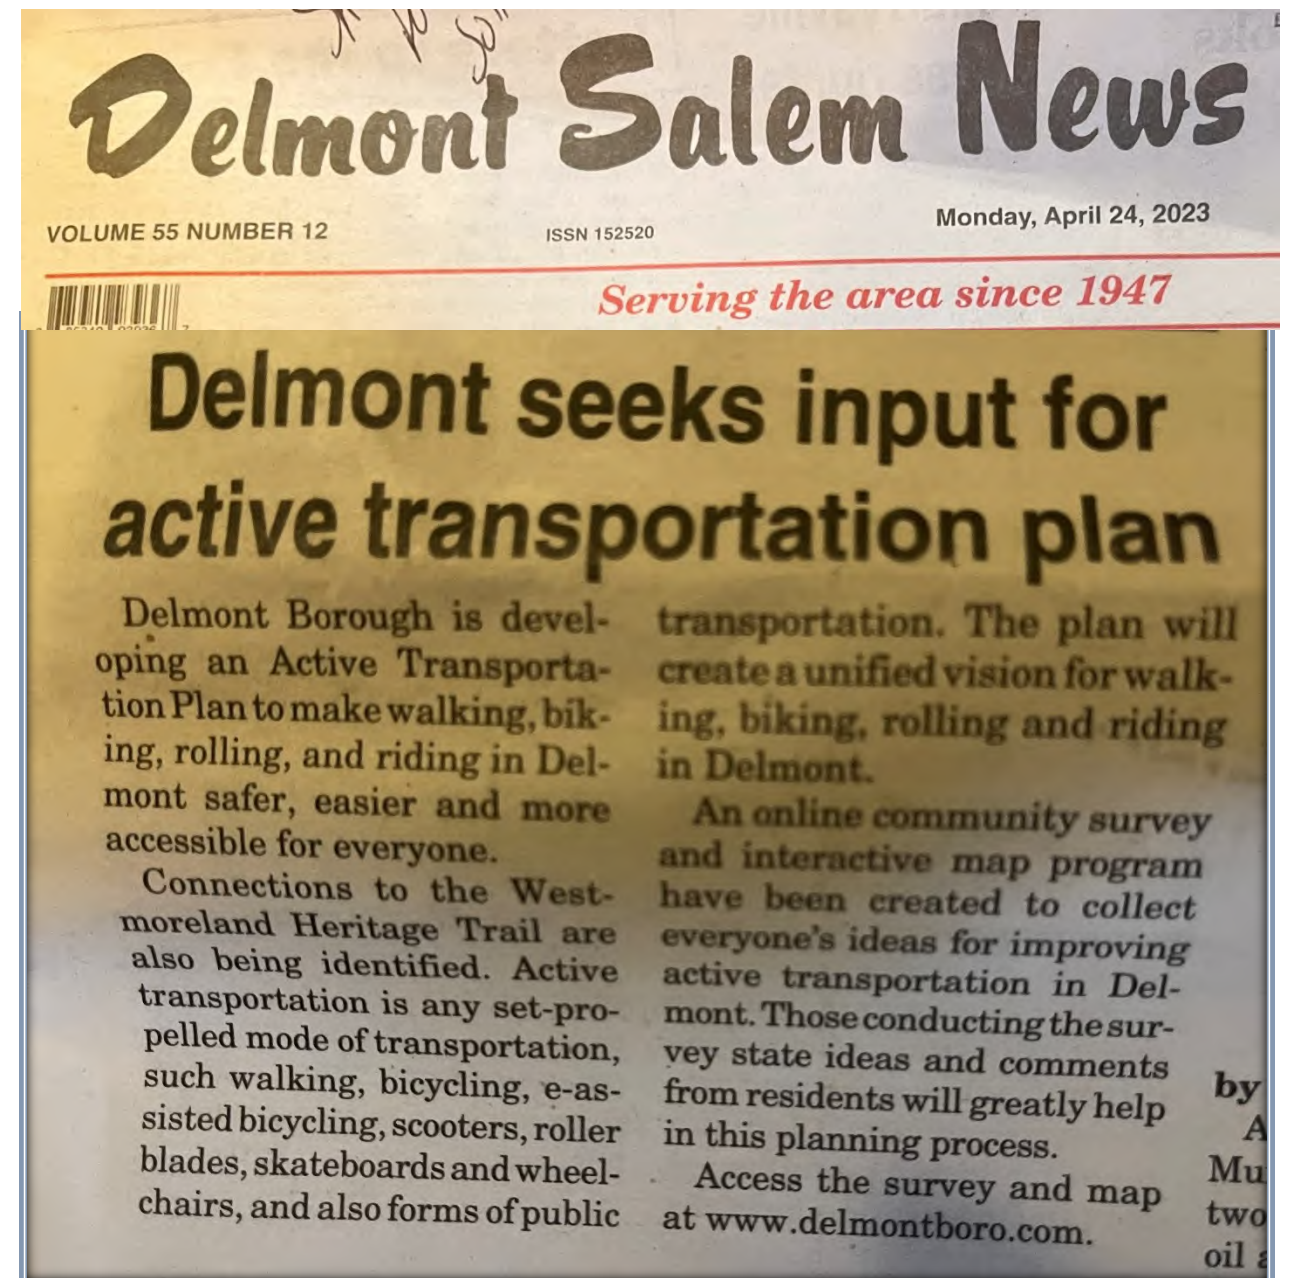 Delmont Salem News
VOLUME 55 NUMBER 12
ISSN 152520
Monday, April 24, 2023
Serving the area since 1947
Delmont seeks input for
active transportation plan
Delmont Borough is devel-
oping an Active Transporta-
tion Plan to make walking, bik-
ing, rolling, and riding in Del-
mont safer, easier and more
accessible for everyone.
Connections to the West-
moreland Heritage Trail are
also being identified. Active
transportation is any set-pro-
pelled mode of transportation,
such walking, bicycling, e-as-
sisted bicycling, scooters, roller
blades, skateboards and wheel-
chairs, and also forms of public
transportation. The plan will
create a unified vision for walk-
ing, biking, rolling and riding
in Delmont.
An online community survey
and interactive map program
have been created to collect
everyone's ideas for improving
active transportation in Del-
mont. Those conducting the sur-
vey state ideas and comments
from residents will greatly help
in this planning process.
Access the survey and map
at www.delmontboro.com.
by
A
Mu
two
oil